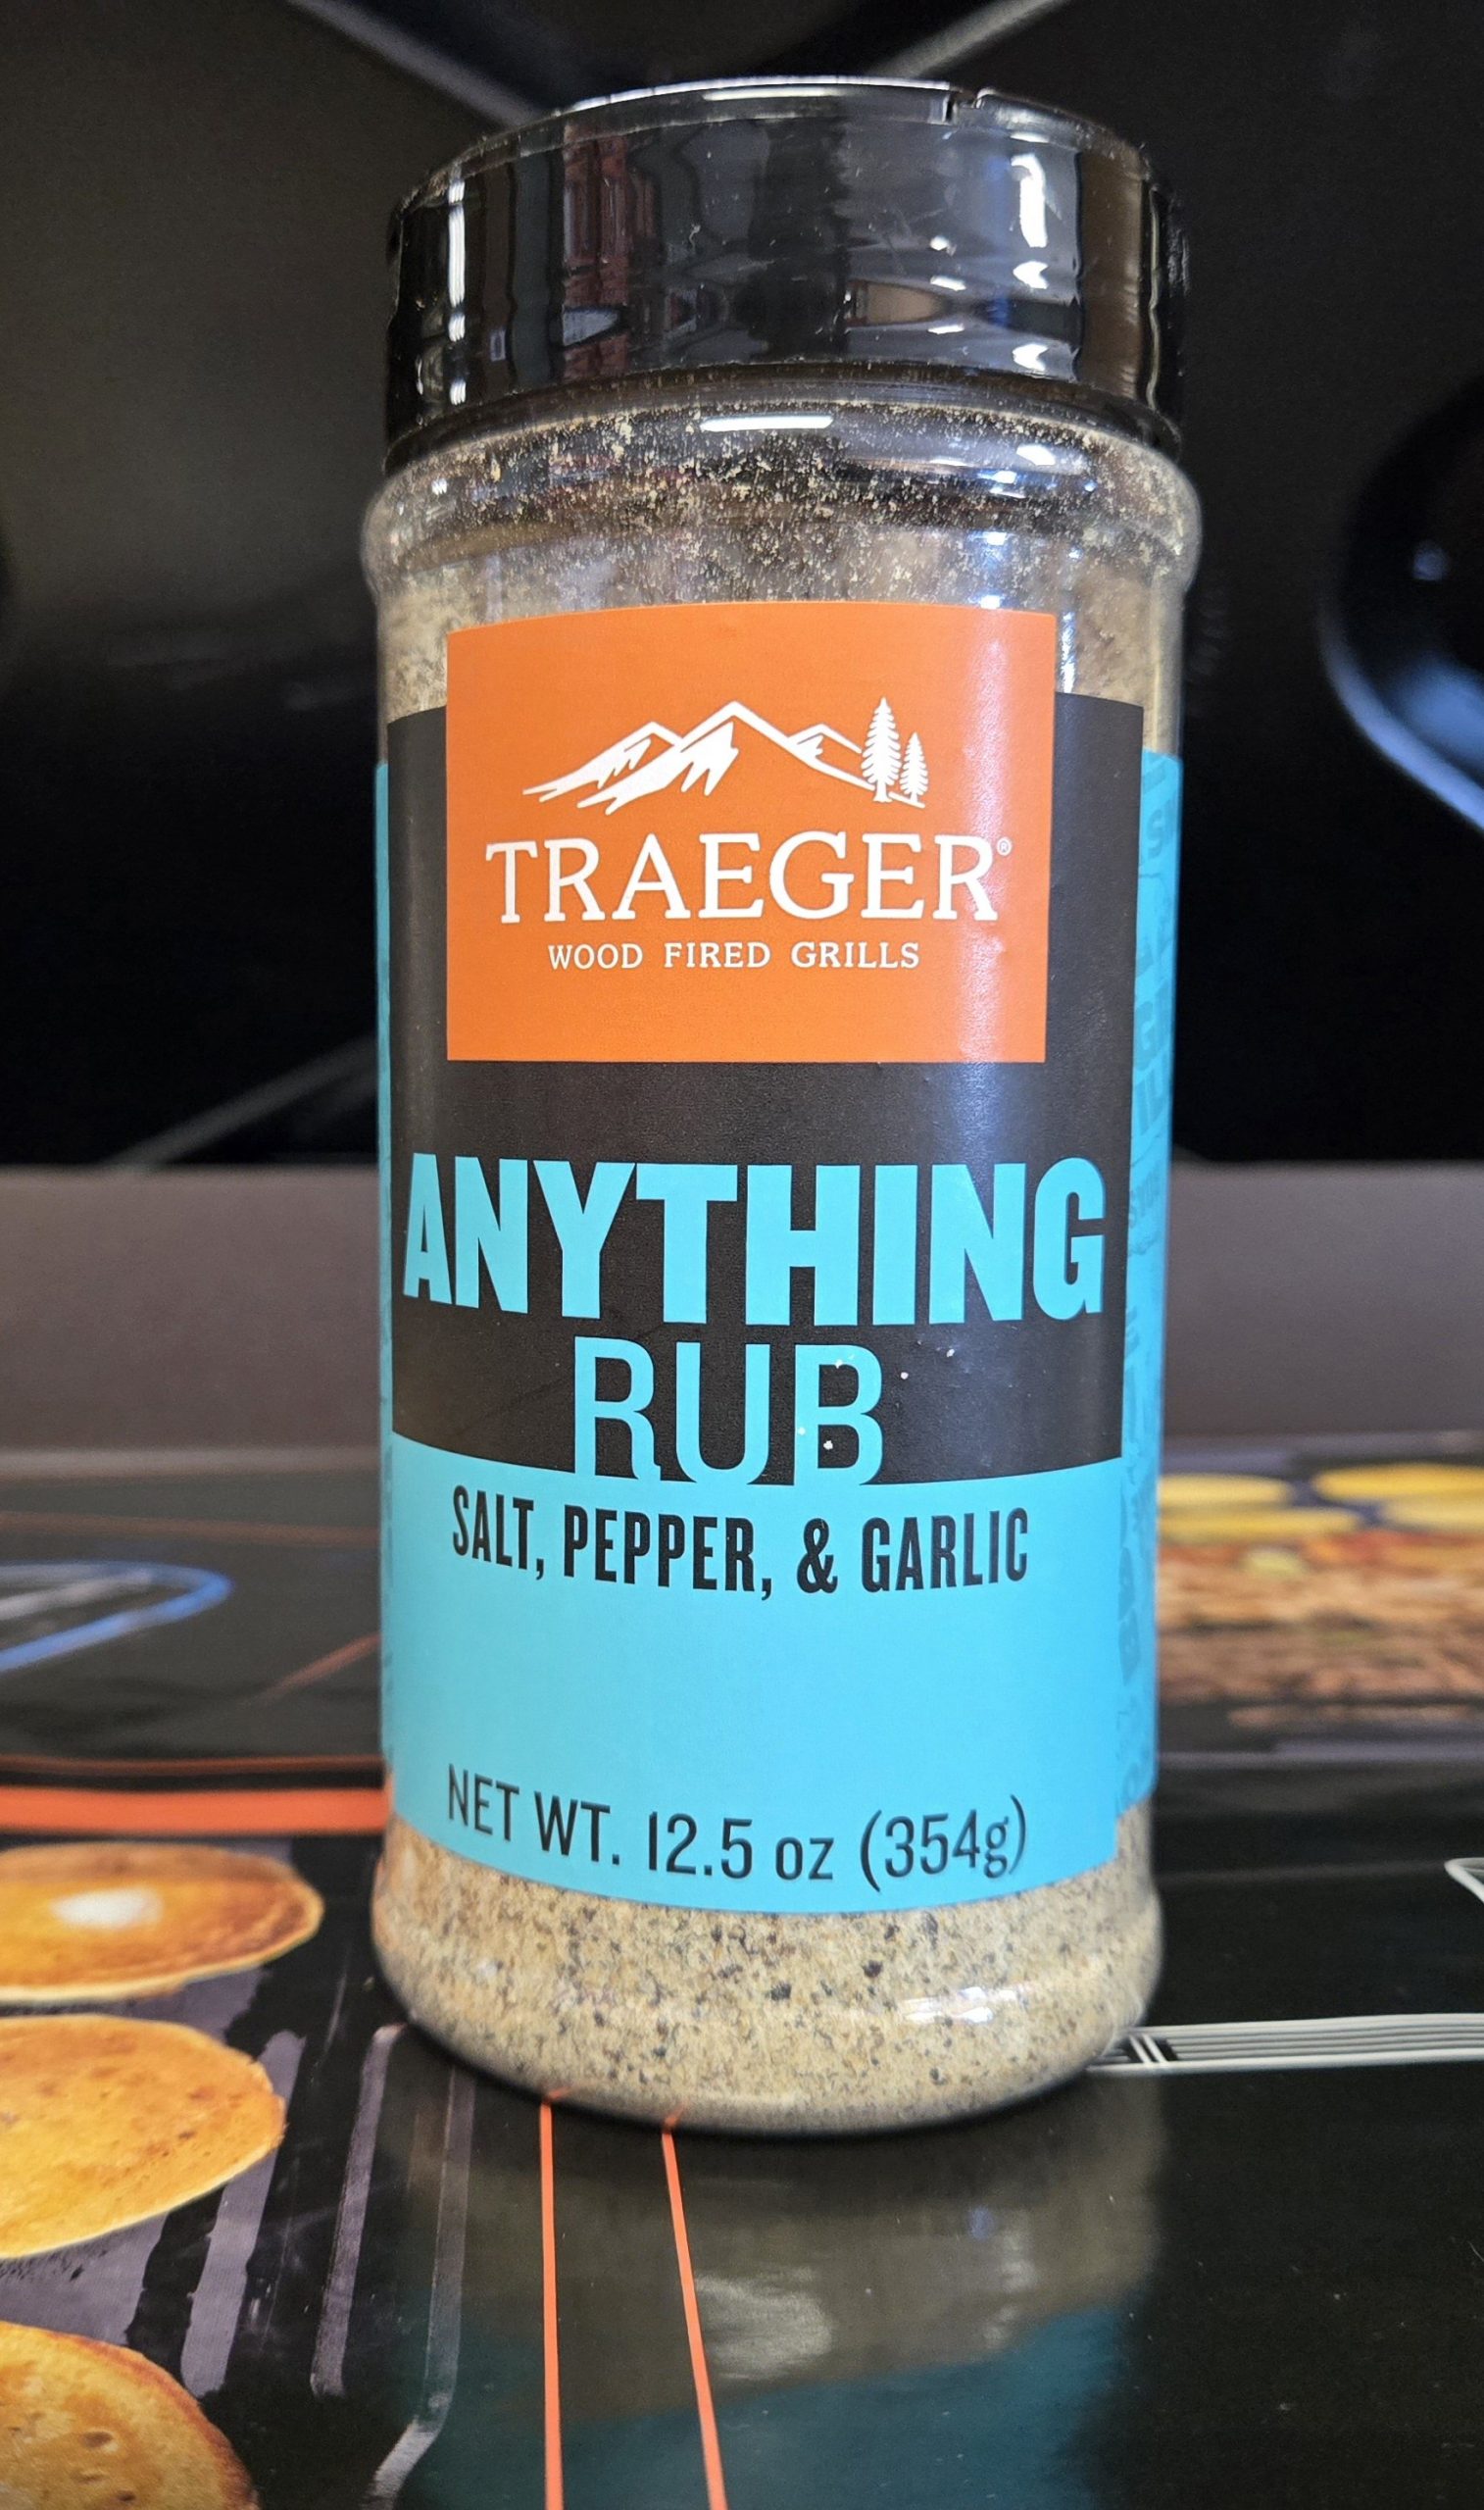 TRAEGER®
WOOD FIRED GRILLS
ANYTHING
RUB
SALT, PEPPER, & GARLIC
NET WT. 12.5 oz (354g)